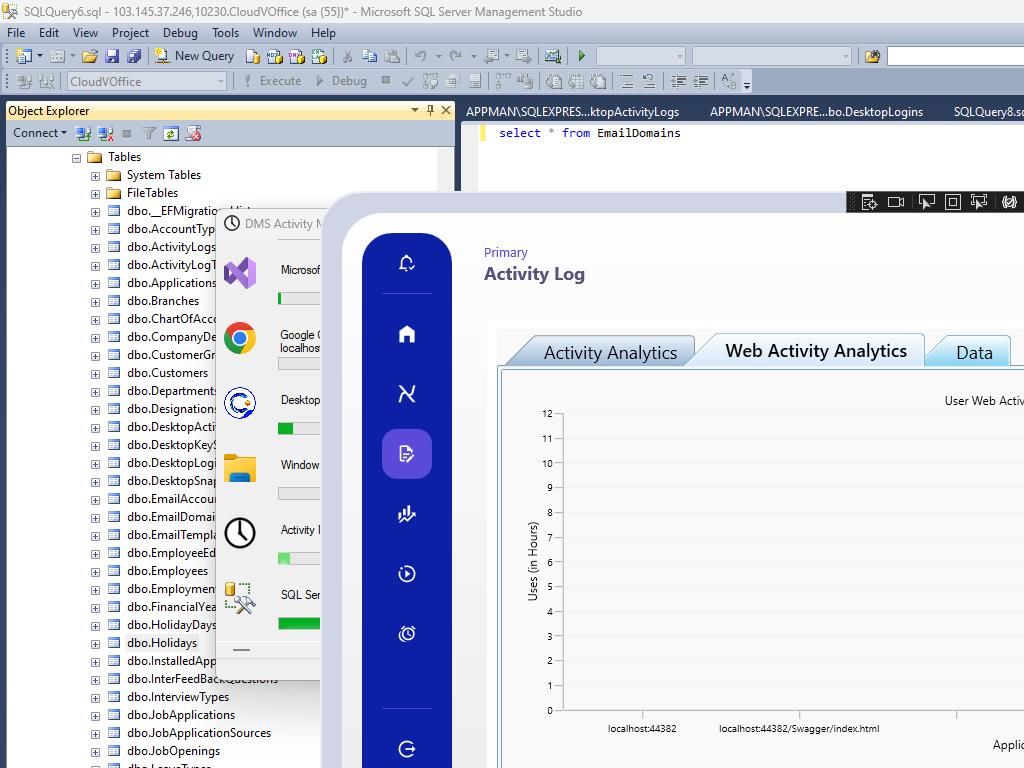 SQLQuery6.sql - 103.145.37.246,10230.CloudVOffice (sa (55))* - Microsoft SQL Server Management Studio
File Edit View Project Debug Tools Window Help
New Query
CloudVOffice Execute Debug
Object Explorer
APPMAN\SQLEXPRES...ktopActivityLogs APPMAN\SQLEXPRE...bo.DesktopLogins SQLQuery8.sq
Connect
select * from EmailDomains
Tables
System Tables
FileTables
dbo.__EFMigration
dbo.AccountTyp
dbo.ActivityLogs
dbo.ActivityLogT
dbo.Applications
dbo.Branches
dbo.ChartOfAcco
dbo.CompanyDe
dbo.CustomerGr
dbo.Customers
dbo.Departments
dbo.Designations
dbo.DesktopActi
dbo.DesktopKeyS
dbo.DesktopLogi
dbo.DesktopSnap
dbo.EmailAccour
dbo.EmailDomai
dbo.EmailTempla
dbo.EmployeeEd
dbo.Employees
dbo.Employmen
dbo.FinancialYea
dbo.HolidayDays
dbo.Holidays
dbo.InstalledApp
dbo.InterFeedBackQuestions
dbo.InterviewTypes
dbo.JobApplications
dbo.JobApplicationSources
dbo.JobOpenings
dbo.LeaveTypes
DMS Activity M
Microsof
Google C
localhost
Desktop
Window
Activity
SQL Ser
Primary
Activity Log
Activity Analytics Web Activity Analytics Data
User Web Activ
12
11
10
9
8
7
6
5
4
3
2
1
0
Uses (in Hours)
localhost:44382 localhost:44382/Swagger/index.html
Applic